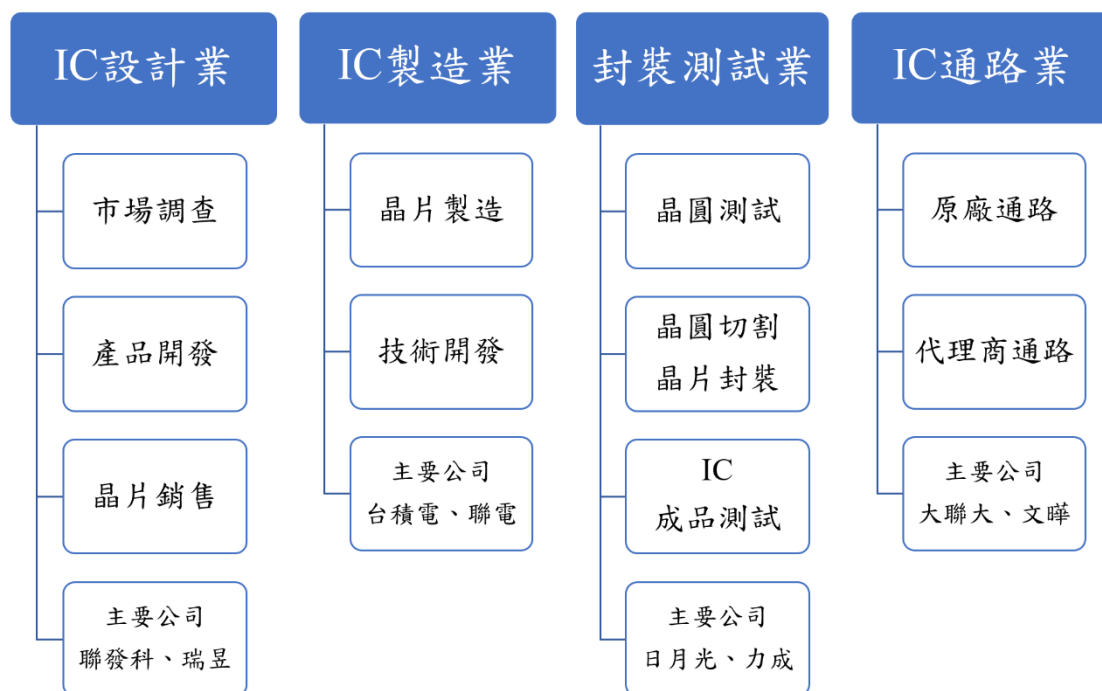 IC設計業
市場調查
產品開發
晶片銷售
主要公司
聯發科、瑞昱
IC製造業
晶片製造
技術開發
主要公司
台積電、聯電
封裝測試業
晶圓測試
晶圓切割
晶片封裝
IC
成品測試
主要公司
日月光、力成
IC通路業
原廠通路
代理商通路
主要公司
大聯大、文曄